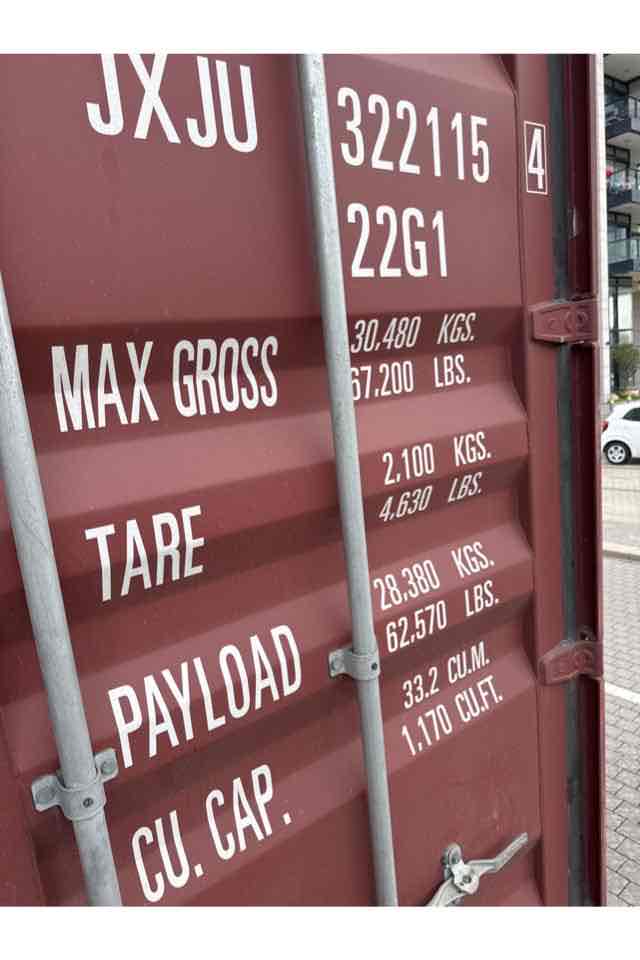 JXJU 322115 4
22G1
MAX GROSS 30,480 KGS.
67,200 LBS.
TARE 2,100 KGS.
4,630 LBS.
PAYLOAD 28,380 KGS.
62,570 LBS.
CU. CAP. 33.2 CU.M.
1,170 CU.FT.